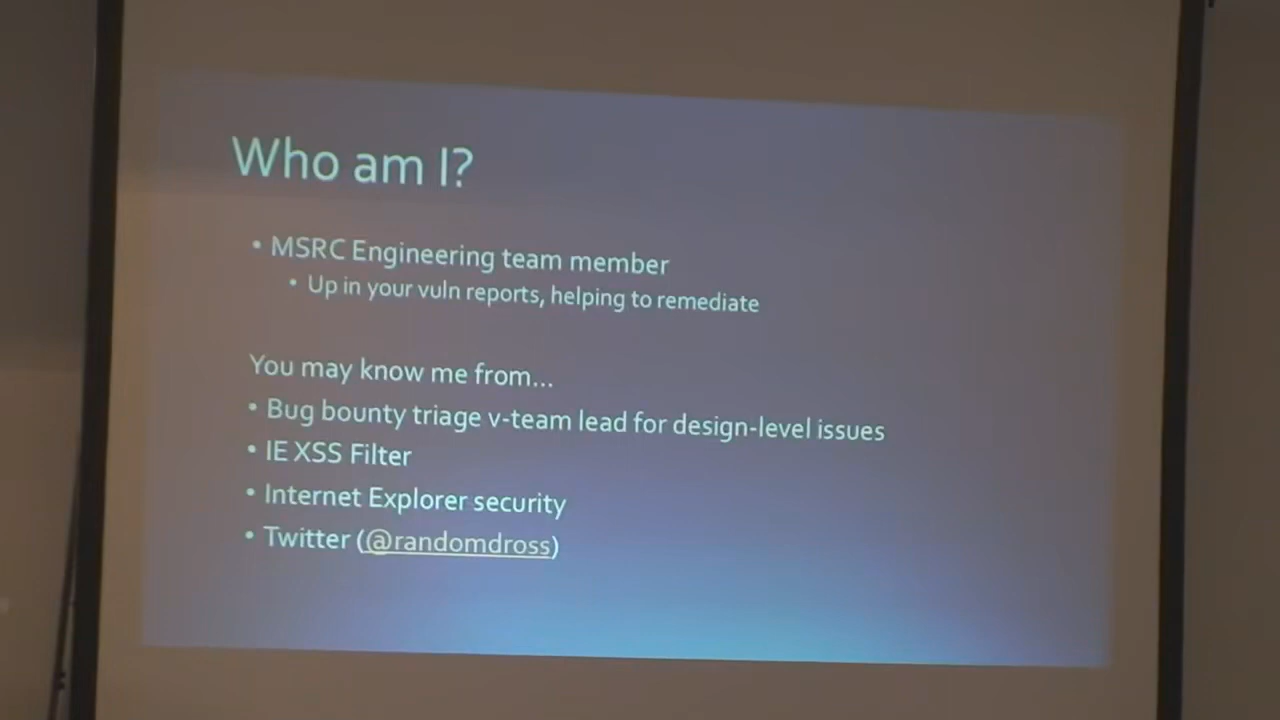 Who am I?
• MSRC Engineering team member
• Up in your vuln reports, helping to remediate
You may know me from...
• Bug bounty triage v-team lead for design-level issues
• IE XSS Filter
• Internet Explorer security
• Twitter (@randomdross)